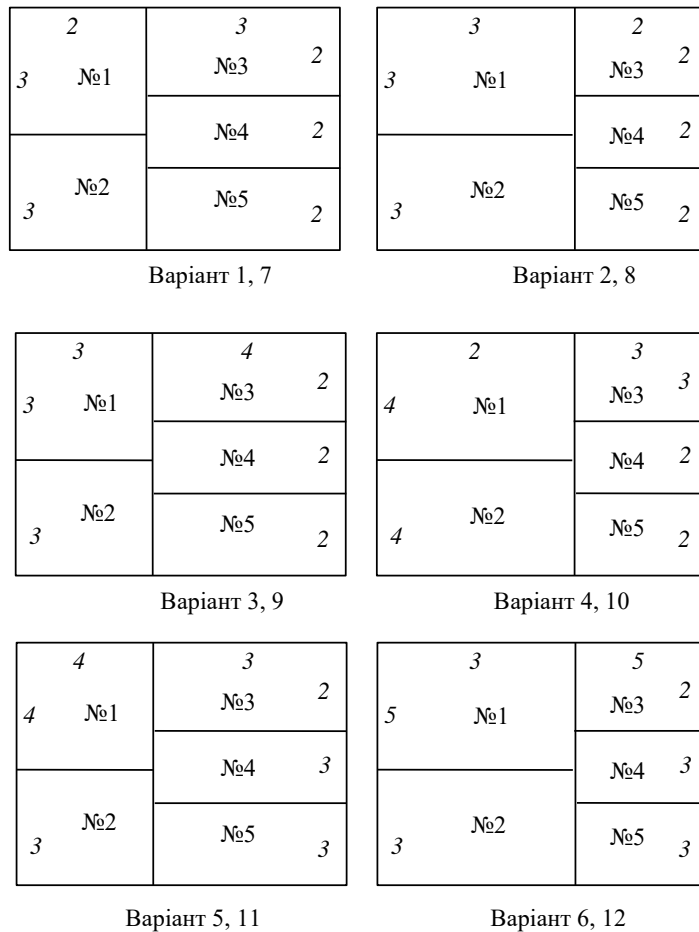 2 3
3 №1 №3 2
№4 2
3 №2 №5 2
Варіант 1, 7
3 2
3 №1 №3 2
№4 2
3 №2 №5 2
Варіант 2, 8
3 4
3 №1 №3 2
№4 2
3 №2 №5 2
Варіант 3, 9
2 3
4 №1 №3 3
№4 2
4 №2 №5 2
Варіант 4, 10
4 3
4 №1 №3 2
№4 3
3 №2 №5 3
Варіант 5, 11
3 5
5 №1 №3 2
№4 3
3 №2 №5 3
Варіант 6, 12